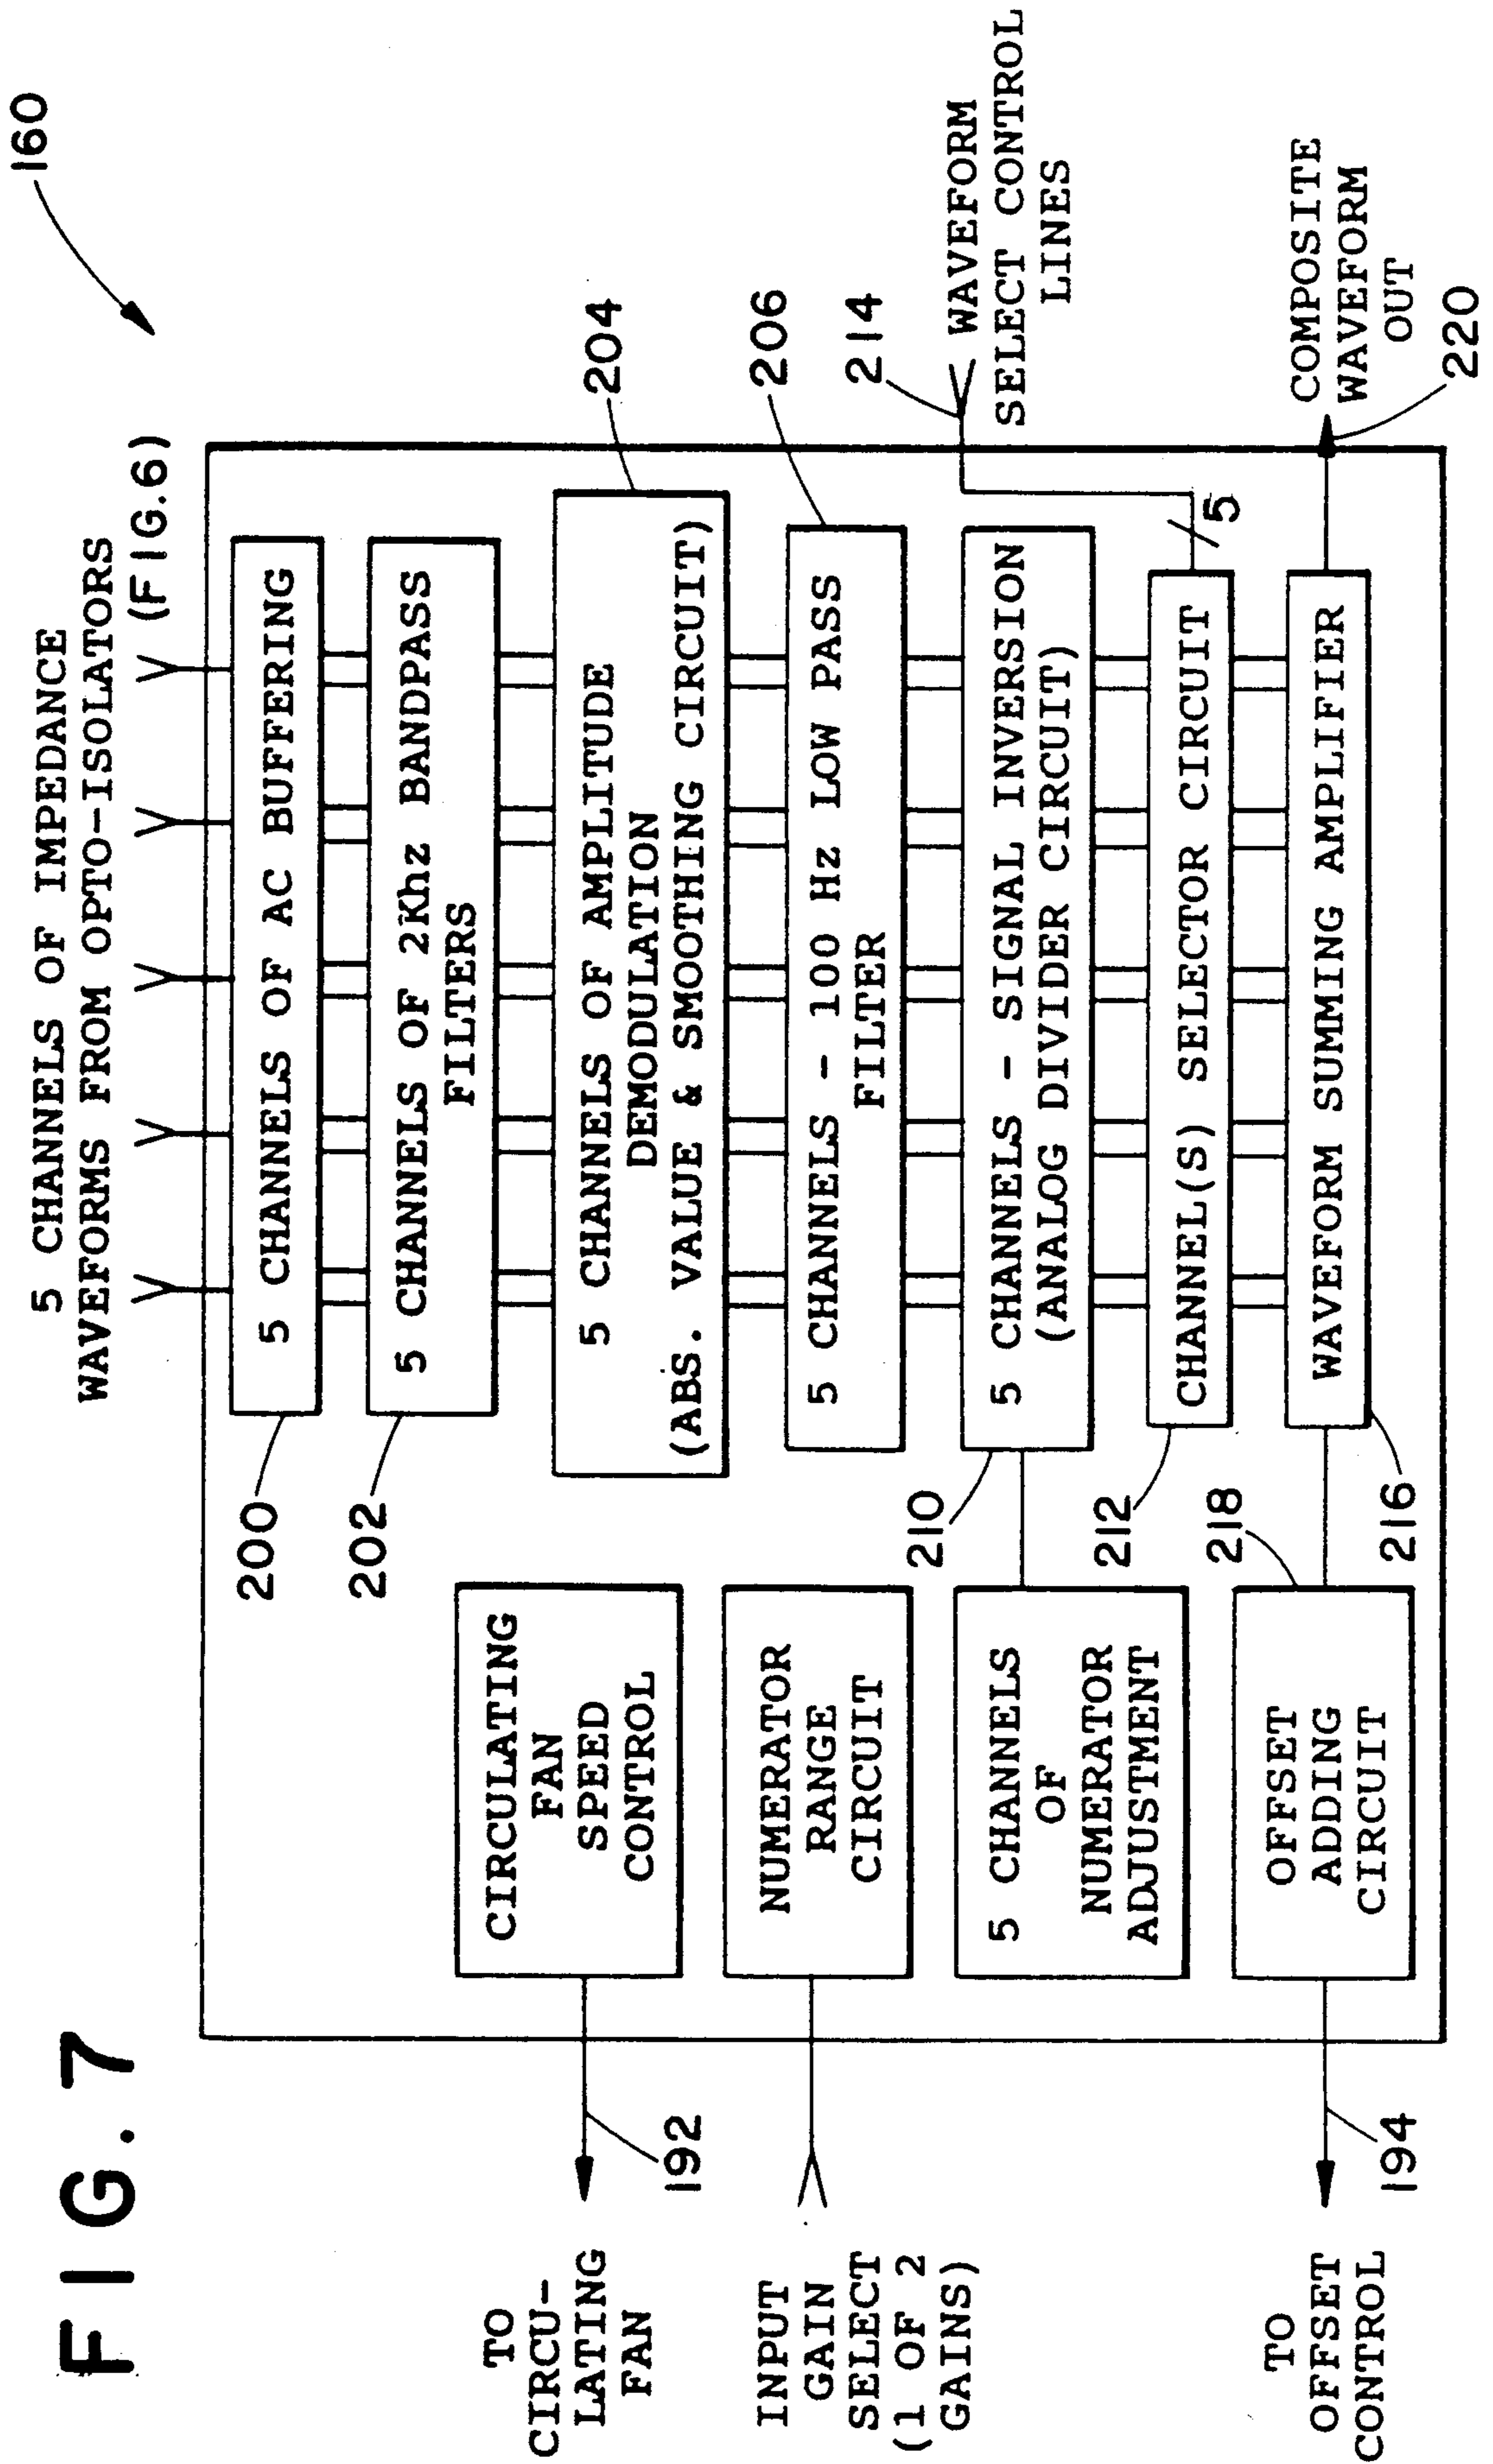 FIG. 7
160
5 CHANNELS OF IMPEDANCE
WAVEFORMS FROM OPTO-ISOLATORS
(FIG.6)
200
5 CHANNELS OF AC BUFFERING
202
5 CHANNELS OF 2Khz BANDPASS
FILTERS
204
5 CHANNELS OF AMPLITUDE
DEMODULATION
(ABS. VALUE & SMOOTHING CIRCUIT)
206
5 CHANNELS - 100 Hz LOW PASS
FILTER
210
5 CHANNELS - SIGNAL INVERSION
(ANALOG DIVIDER CIRCUIT)
214
WAVEFORM
SELECT CONTROL
LINES
5
212
CHANNEL(S) SELECTOR CIRCUIT
216
WAVEFORM SUMMING AMPLIFIER
COMPOSITE
WAVEFORM
OUT
220
TO
CIRCU-
LATING
FAN
192
CIRCULATING
FAN
SPEED
CONTROL
INPUT
GAIN
SELECT
(1 OF 2
GAINS)
NUMERATOR
RANGE
CIRCUIT
5 CHANNELS
OF
NUMERATOR
ADJUSTMENT
218
OFFSET
ADDING
CIRCUIT
TO
OFFSET
CONTROL
194